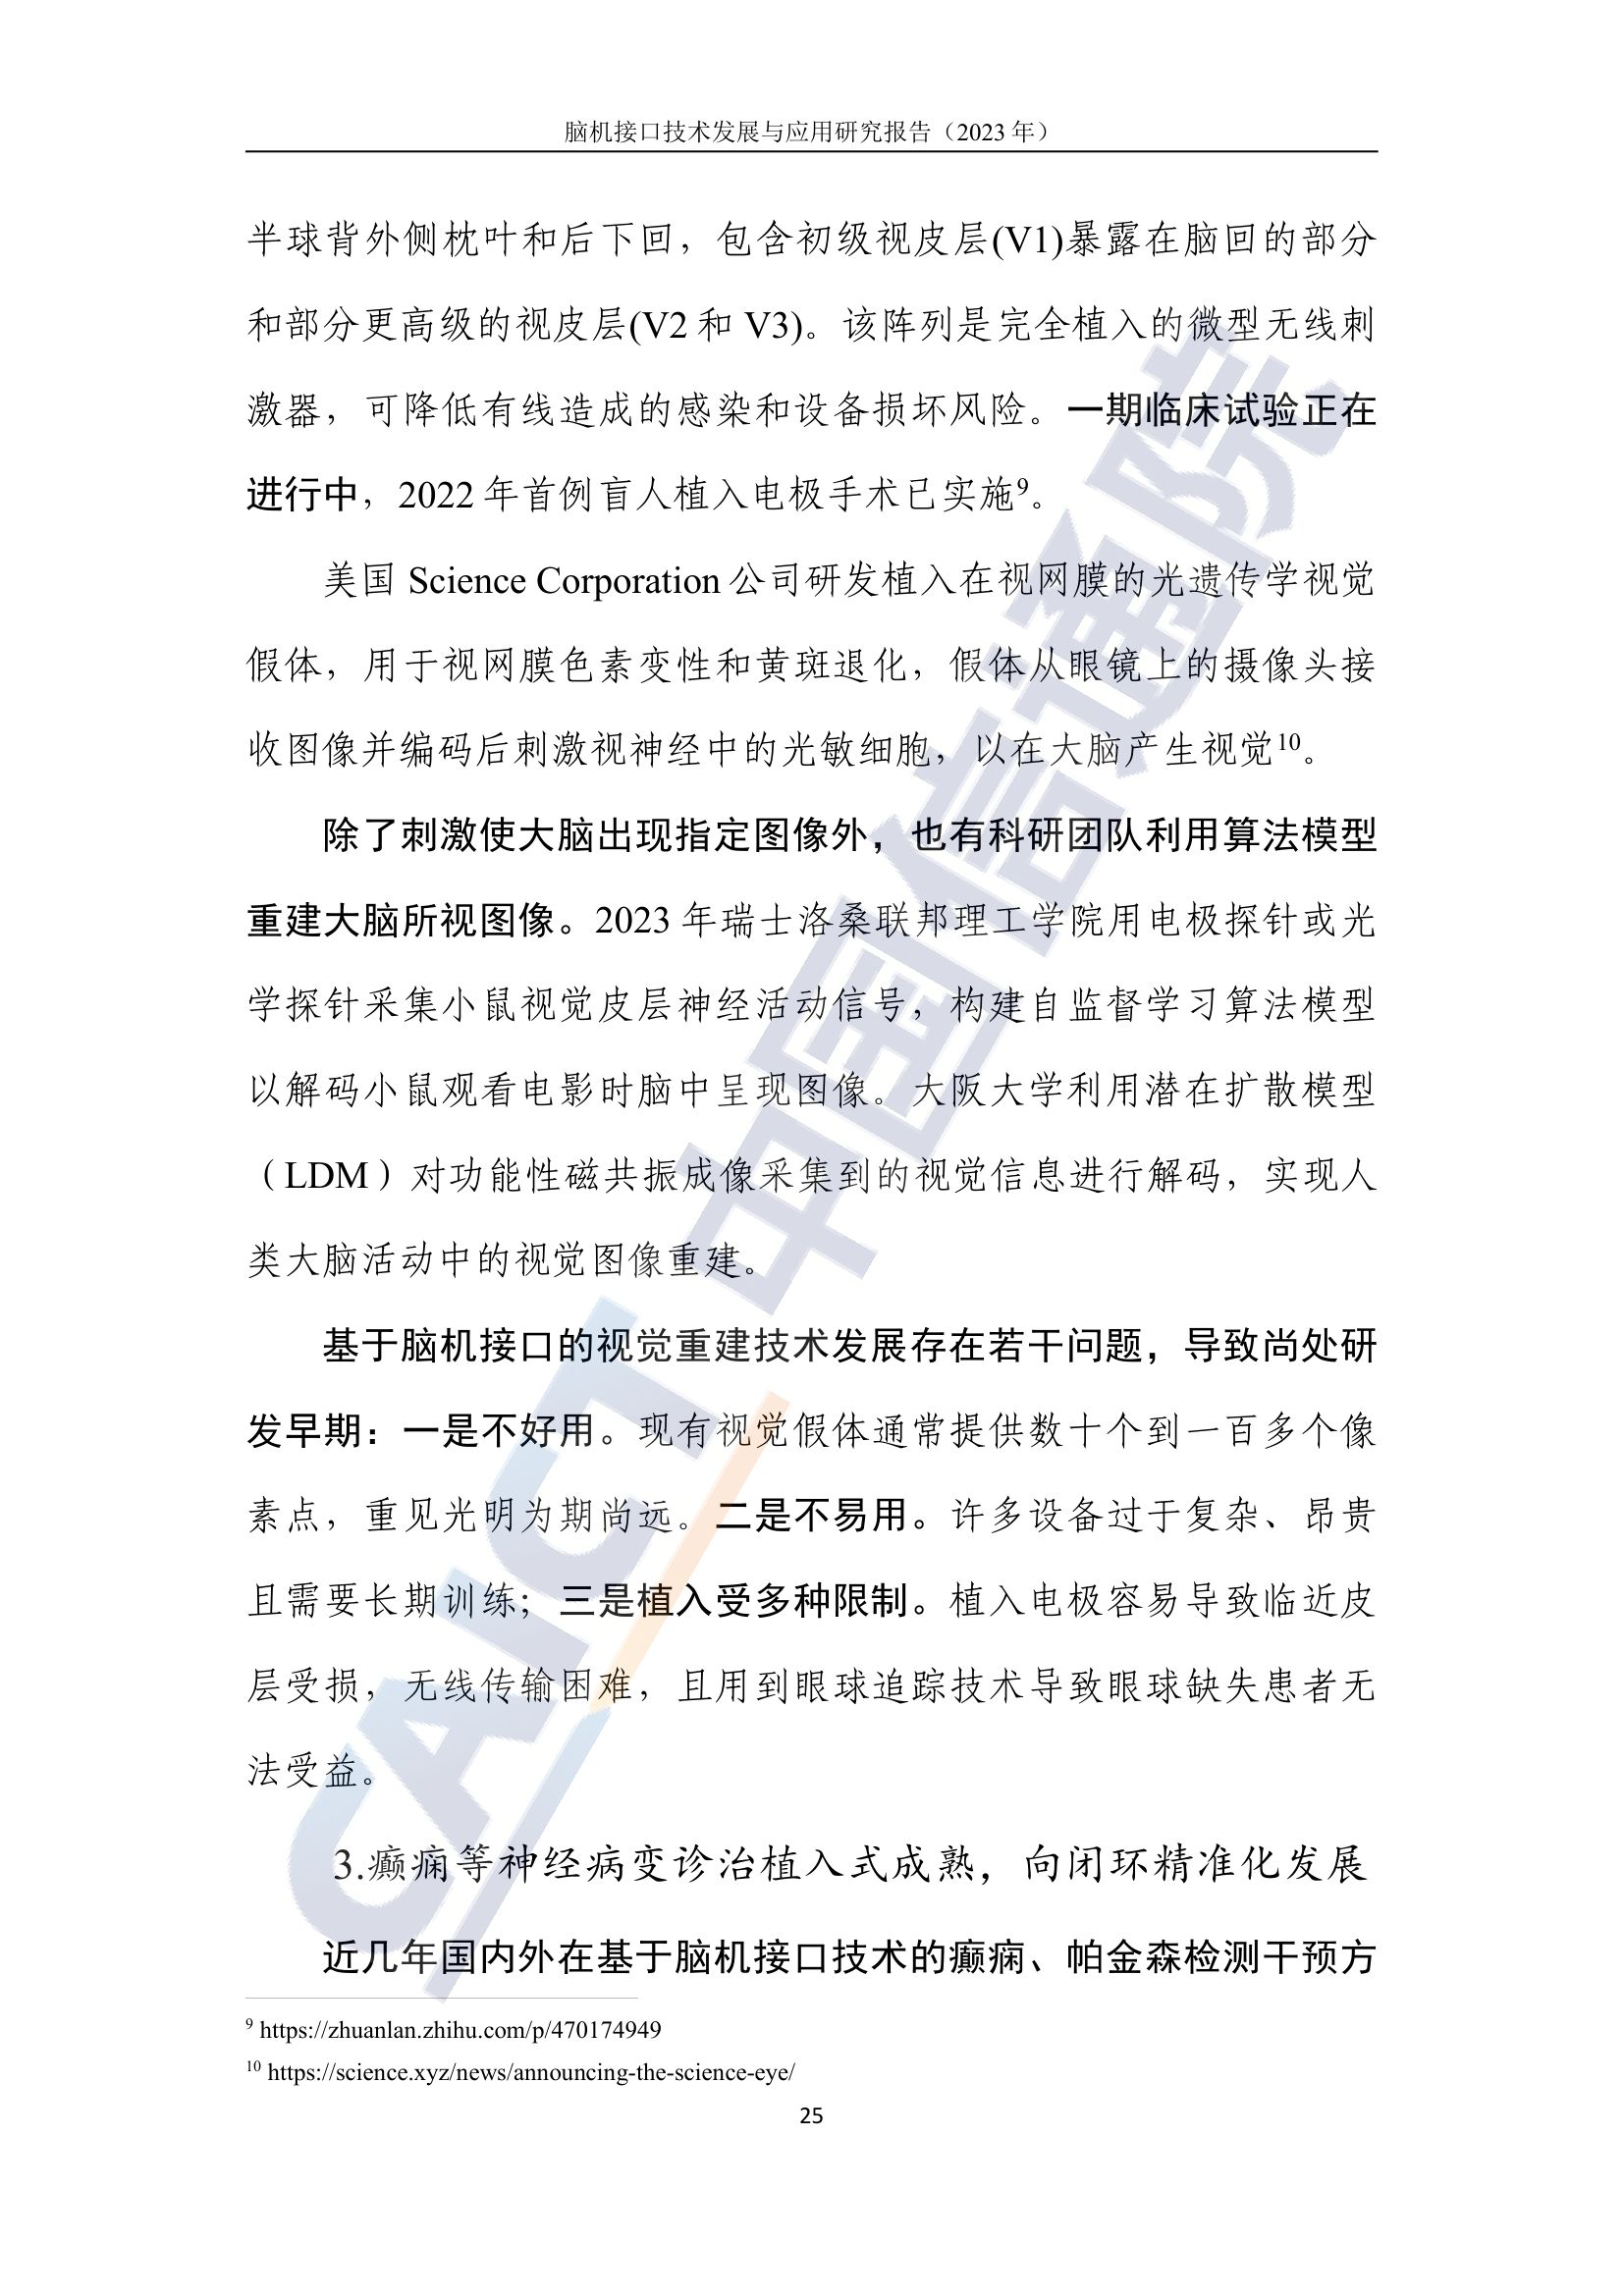 脑机接口技术发展与应用研究报告（2023 年）
半球背外侧枕叶和后下回，包含初级视皮层(V1)暴露在脑回的部分
和部分更高级的视皮层(V2 和 V3)。该阵列是完全植入的微型无线刺
激器，可降低有线造成的感染和设备损坏风险。一期临床试验正在
进行中，2022 年首例盲人植入电极手术已实施9。
美国 Science Corporation 公司研发植入在视网膜的光遗传学视觉
假体，用于视网膜色素变性和黄斑退化，假体从眼镜上的摄像头接
收图像并编码后刺激视神经中的光敏细胞，以在大脑产生视觉10。
除了刺激使大脑出现指定图像外，也有科研团队利用算法模型
重建大脑所视图像。2023 年瑞士洛桑联邦理工学院用电极探针或光
学探针采集小鼠视觉皮层神经活动信号，构建自监督学习算法模型
以解码小鼠观看电影时脑中呈现图像。大阪大学利用潜在扩散模型
（LDM）对功能性磁共振成像采集到的视觉信息进行解码，实现人
类大脑活动中的视觉图像重建。
基于脑机接口的视觉重建技术发展存在若干问题，导致尚处研
发早期：一是不好用。现有视觉假体通常提供数十个到一百多个像
素点，重见光明为期尚远。二是不易用。许多设备过于复杂、昂贵
且需要长期训练；三是植入受多种限制。植入电极容易导致临近皮
层受损，无线传输困难，且用到眼球追踪技术导致眼球缺失患者无
法受益。
3.癫痫等神经病变诊治植入式成熟，向闭环精准化发展
近几年国内外在基于脑机接口技术的癫痫、帕金森检测干预方
9 https://zhuanlan.zhihu.com/p/470174949
10 https://science.xyz/news/announcing-the-science-eye/
25
CAICT 中国信通院